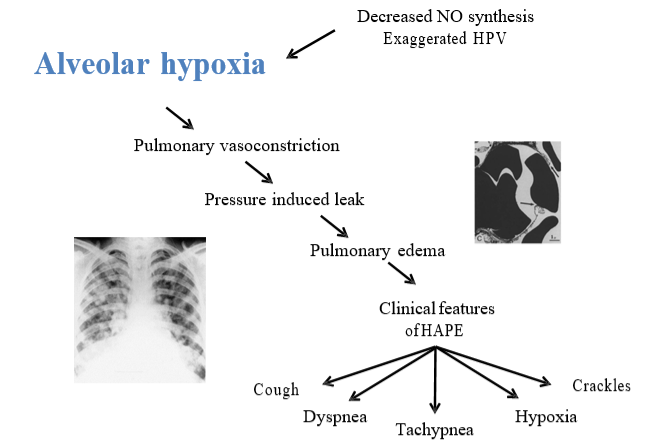 Decreased NO synthesis
Exaggerated HPV
Alveolar hypoxia
Pulmonary vasoconstriction
Pressure induced leak
Pulmonary edema
Clinical features
of HAPE
Cough
Crackles
Dyspnea
Hypoxia
Tachypnea